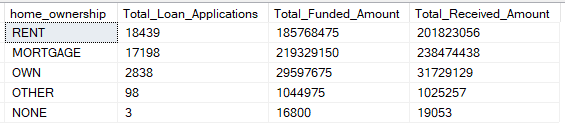 home_ownership Total_Loan_Applications Total_Funded_Amount Total_Received_Amount
RENT 18439 185768475 201823056
MORTGAGE 17198 219329150 238474438
OWN 2838 29597675 31729129
OTHER 98 1044975 1025257
NONE 3 16800 19053